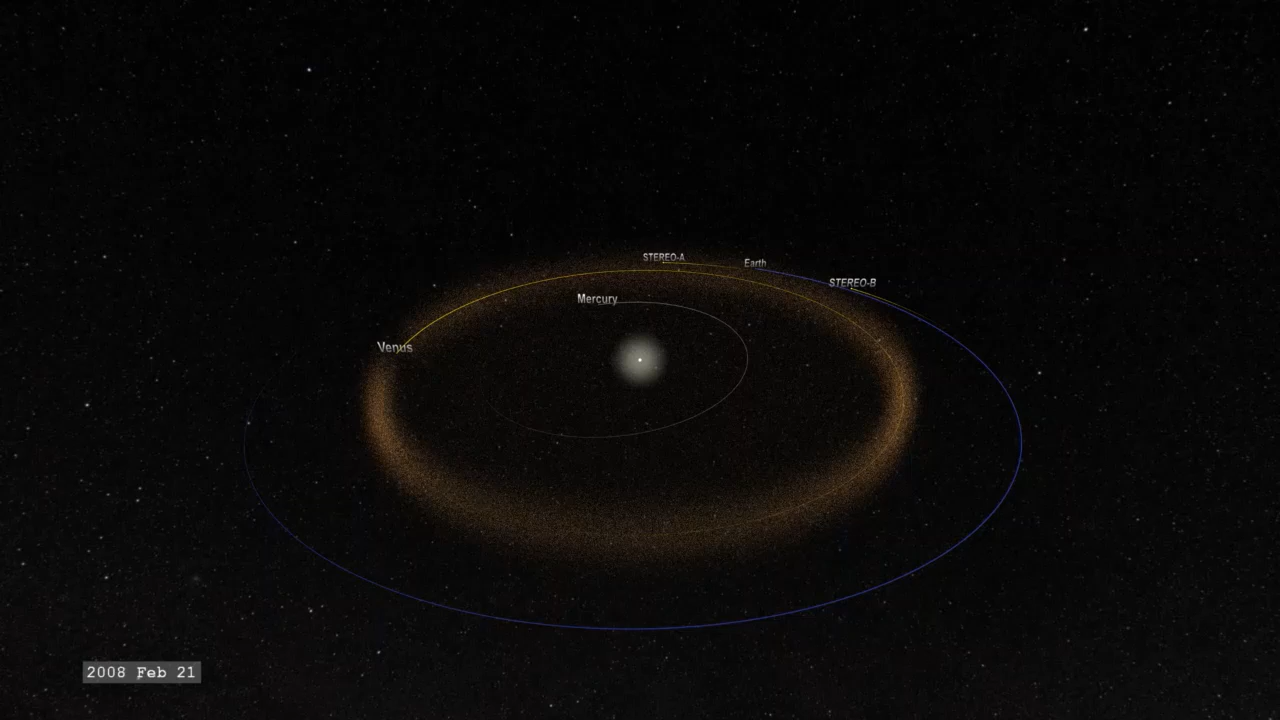 STEREO-A
Earth
STEREO-B
Mercury
Venus
2008 Feb 21